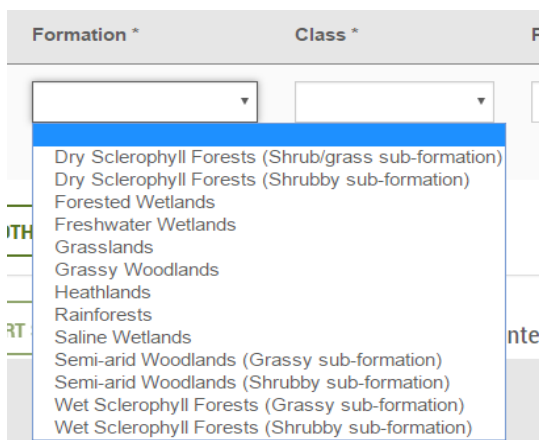 Formation * Class *
Dry Sclerophyll Forests (Shrub/grass sub-formation)
Dry Sclerophyll Forests (Shrubby sub-formation)
Forested Wetlands
Freshwater Wetlands
Grasslands
Grassy Woodlands
Heathlands
Rainforests
Saline Wetlands
Semi-arid Woodlands (Grassy sub-formation)
Semi-arid Woodlands (Shrubby sub-formation)
Wet Sclerophyll Forests (Grassy sub-formation)
Wet Sclerophyll Forests (Shrubby sub-formation)